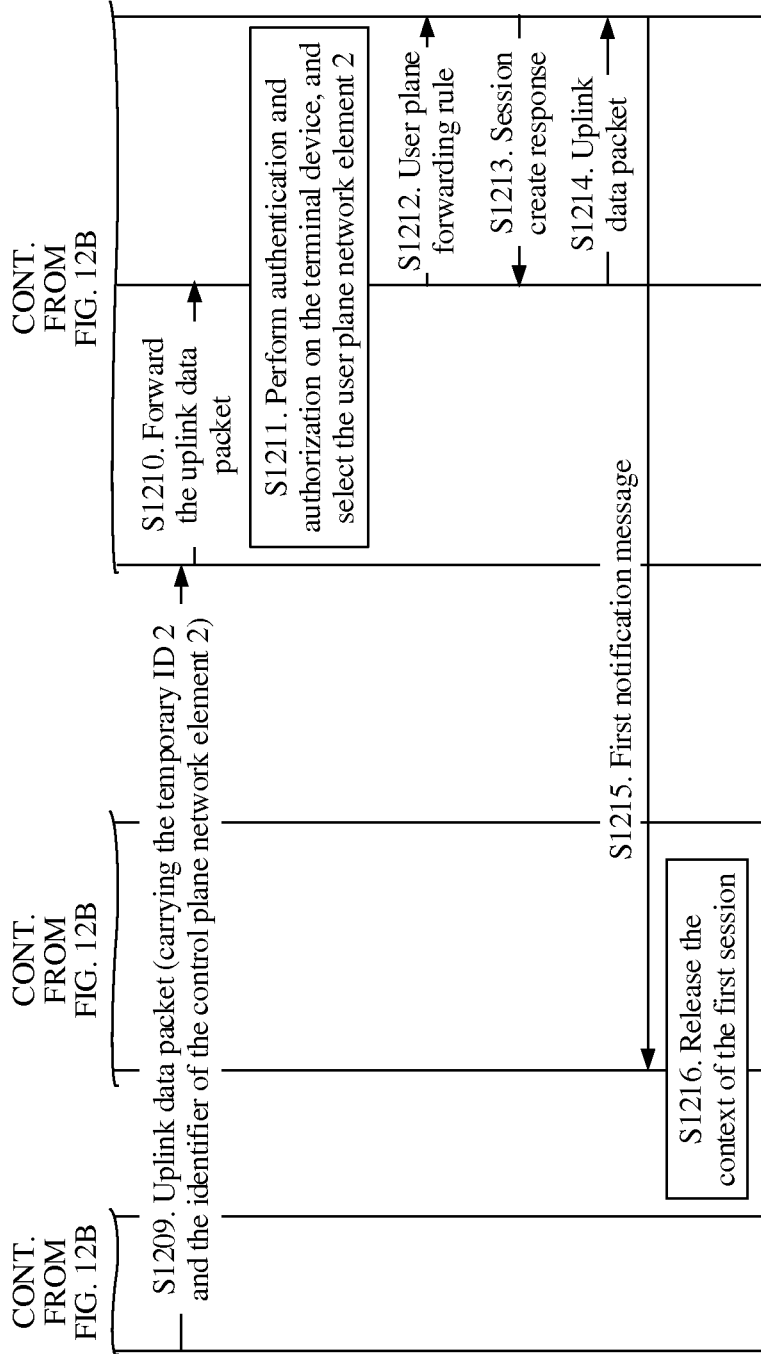 CONT.
FROM
FIG. 12B
CONT.
FROM
FIG. 12B
CONT.
FROM
FIG. 12B
S1209. Uplink data packet (carrying the temporary ID 2
and the identifier of the control plane network element 2)
S1210. Forward
the uplink data
packet
S1211. Perform authentication and
authorization on the terminal device, and
select the user plane network element 2
S1212. User plane
forwarding rule
S1213. Session
create response
S1214. Uplink
data packet
S1215. First notification message
S1216. Release the
context of the first session